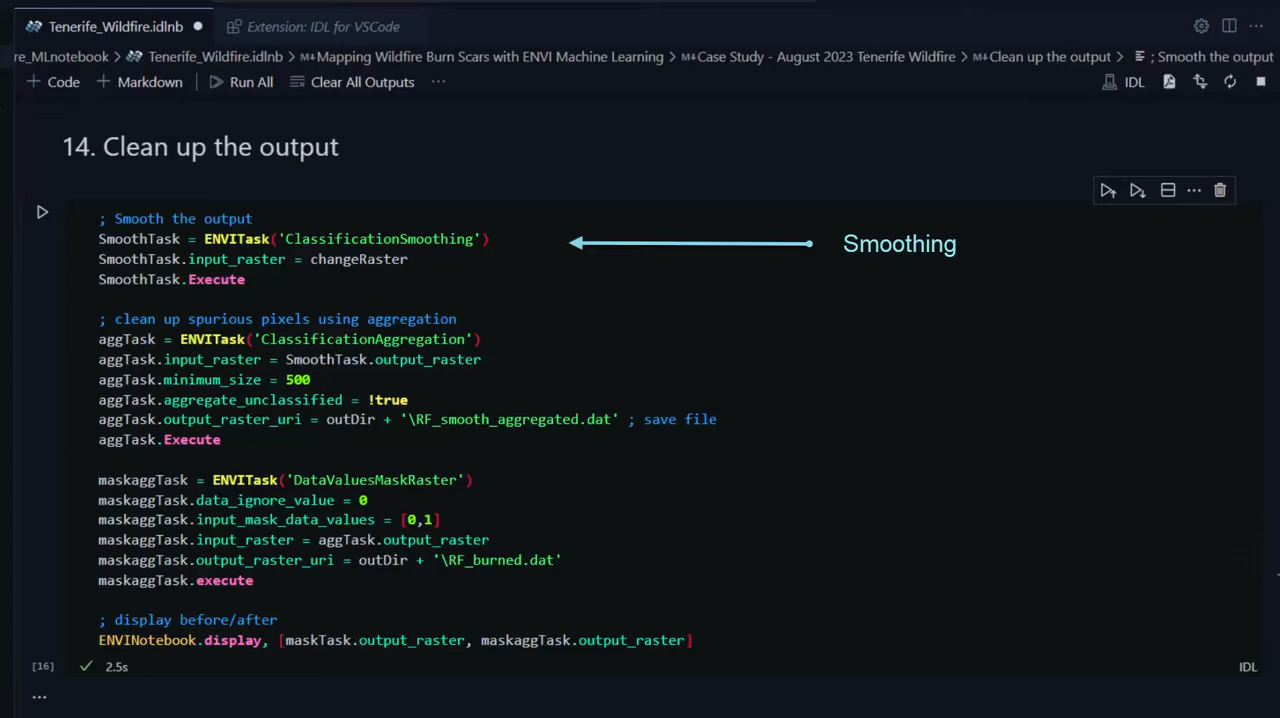 Tenerife_Wildfire.idlnb ● Extension: IDL for VSCode ···
re_MLnotebook > Tenerife_Wildfire.idlnb > M↓Mapping Wildfire Burn Scars with ENVI Machine Learning > M↓Case Study - August 2023 Tenerife Wildfire > M↓Clean up the output > ; Smooth the output
+ Code + Markdown Run All Clear All Outputs ··· IDL
14. Clean up the output
; Smooth the output
SmoothTask = ENVITask('ClassificationSmoothing') Smoothing
SmoothTask.input_raster = changeRaster
SmoothTask.Execute
; clean up spurious pixels using aggregation
aggTask = ENVITask('ClassificationAggregation')
aggTask.input_raster = SmoothTask.output_raster
aggTask.minimum_size = 500
aggTask.aggregate_unclassified = !true
aggTask.output_raster_uri = outDir + '\RF_smooth_aggregated.dat' ; save file
aggTask.Execute
maskaggTask = ENVITask('DataValuesMaskRaster')
maskaggTask.data_ignore_value = 0
maskaggTask.input_mask_data_values = [0,1]
maskaggTask.input_raster = aggTask.output_raster
maskaggTask.output_raster_uri = outDir + '\RF_burned.dat'
maskaggTask.execute
; display before/after
ENVINotebook.display, [maskTask.output_raster, maskaggTask.output_raster]
[16] ✓ 2.5s IDL
···